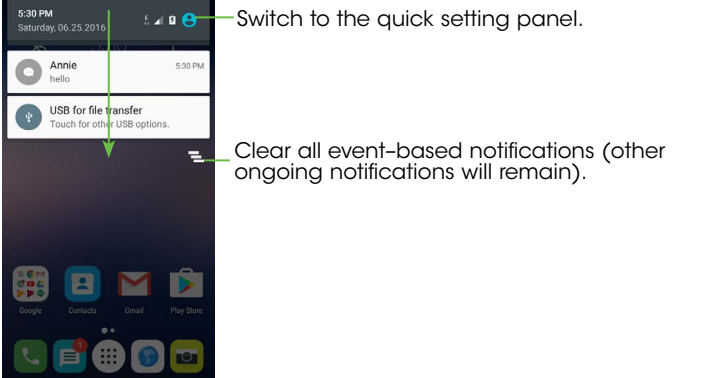 5:30 PM
Saturday, 06.25.2016
Switch to the quick setting panel.
Annie
5:30 PM
hello
USB for file transfer
Touch for other USB options.
Clear all event-based notifications (other
ongoing notifications will remain).
Google
Contacts
Gmail
Play Store
1